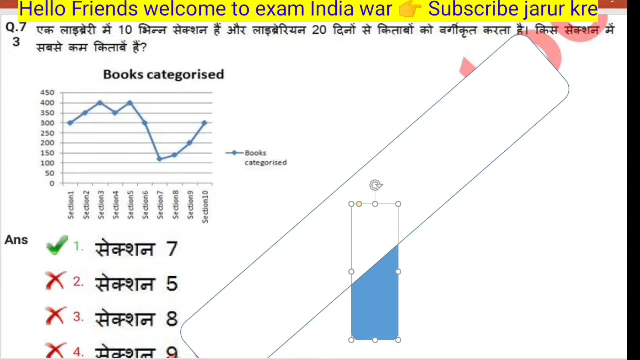 Hello Friends welcome to exam India war 👉 Subscribe jarur kre
Q.7 एक लाइब्रेरी में 10 भिन्न सेक्शन हैं और लाइब्रेरियन 20 दिनों से किताबों को वर्गीकृत करता है। किस सेक्शन में
3 सबसे कम किताबें हैं?
Books categorised
450
400
350
300
250
200
150
100
50
0
Section1
Section2
Section3
Section4
Section5
Section6
Section7
Section8
Section9
Section10
Books
categorised
Ans
1. सेक्शन 7
2. सेक्शन 5
3. सेक्शन 8
4. सेक्शन 9